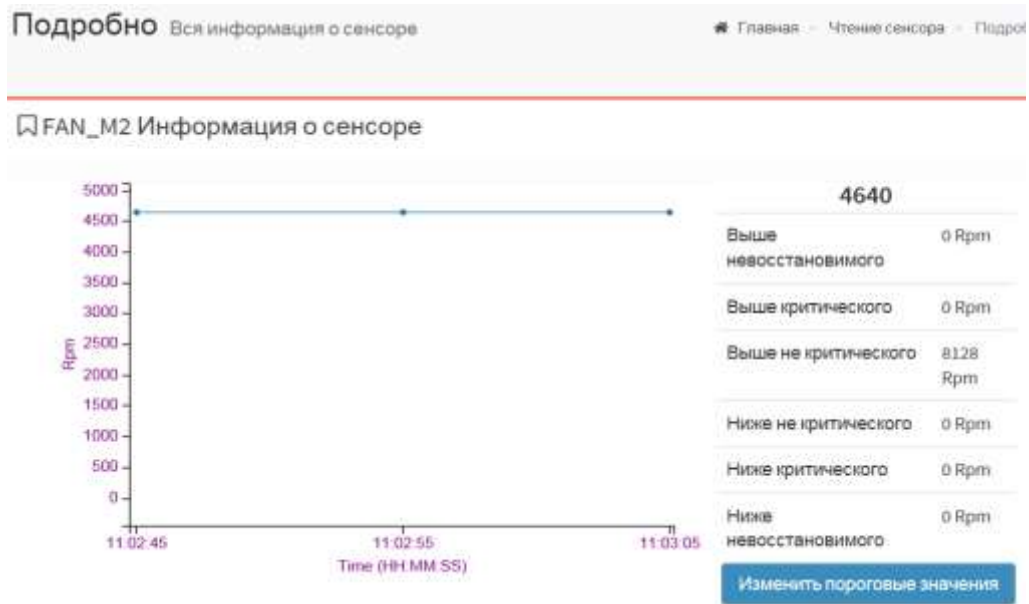 Подробно Вся информация о сенсоре
Главная - Чтение сенсора - Подроб
FAN_M2 Информация о сенсоре
5000
4500
4000
3500
3000
2500
2000
1500
1000
500
0
Rpm
11:02:45 11:02:55 11:03:05
Time (HH.MM.SS)
4640
Выше 0 Rpm
невосстановимого
Выше критического 0 Rpm
Выше не критического 8128
Rpm
Ниже не критического 0 Rpm
Ниже критического 0 Rpm
Ниже 0 Rpm
невосстановимого
Изменить пороговые значения